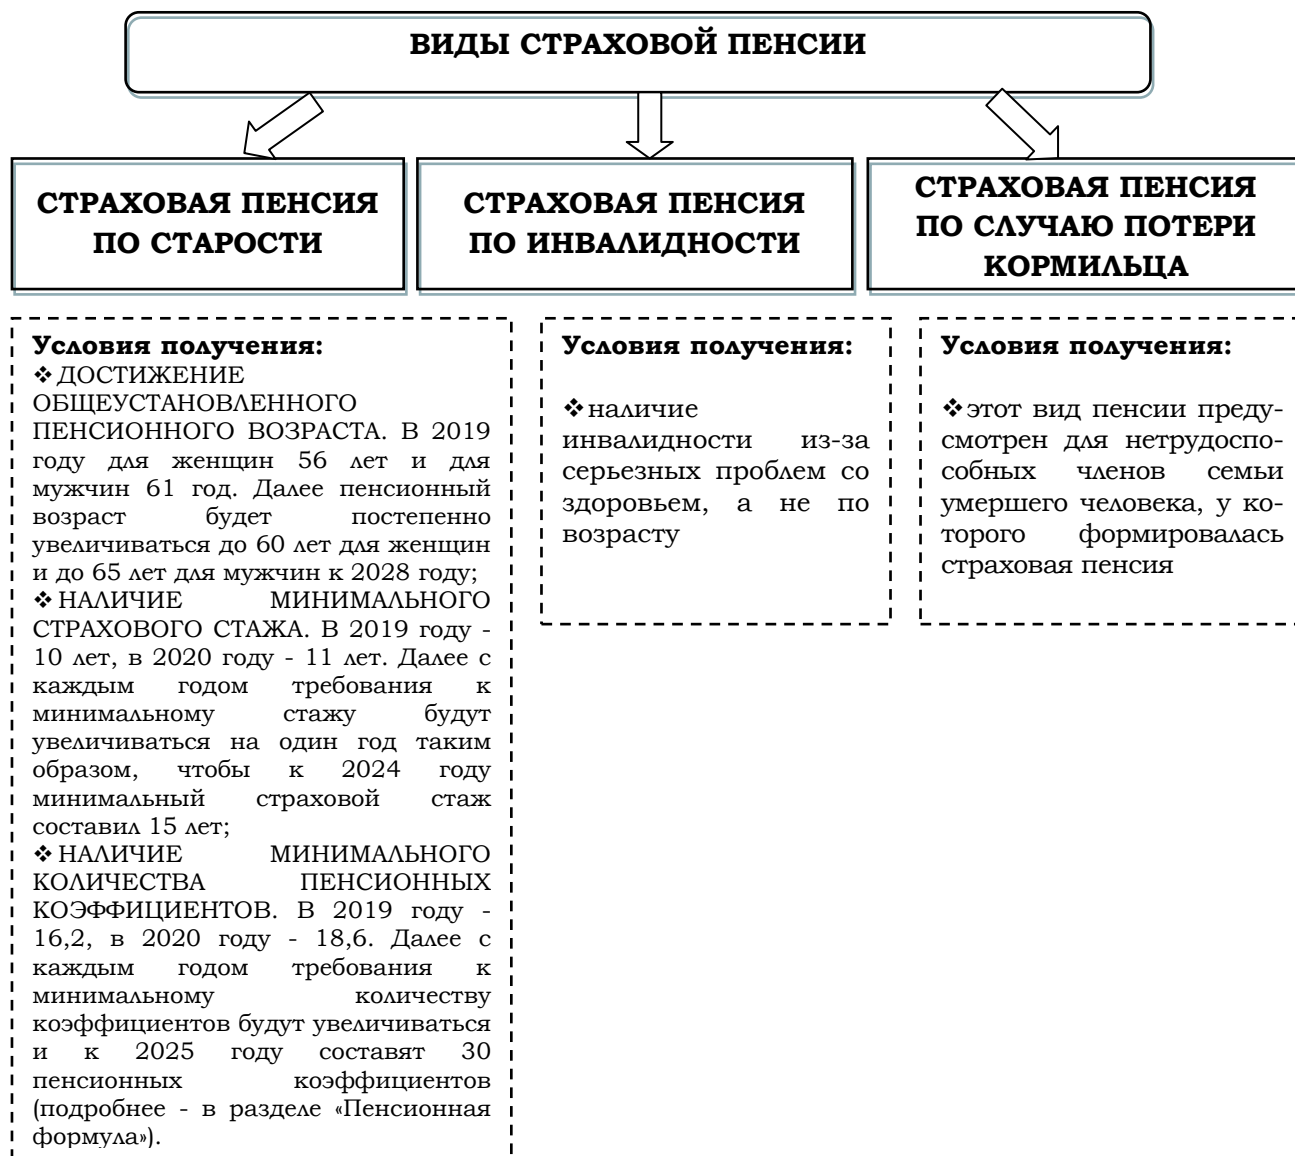 ВИДЫ СТРАХОВОЙ ПЕНСИИ
СТРАХОВАЯ ПЕНСИЯ
ПО СТАРОСТИ
СТРАХОВАЯ ПЕНСИЯ
ПО ИНВАЛИДНОСТИ
СТРАХОВАЯ ПЕНСИЯ
ПО СЛУЧАЮ ПОТЕРИ
КОРМИЛЬЦА
Условия получения:
❖ ДОСТИЖЕНИЕ
ОБЩЕУСТАНОВЛЕННОГО
ПЕНСИОННОГО ВОЗРАСТА. В 2019
году для женщин 56 лет и для
мужчин 61 год. Далее пенсионный
возраст будет постепенно
увеличиваться до 60 лет для женщин
и до 65 лет для мужчин к 2028 году;
❖ НАЛИЧИЕ МИНИМАЛЬНОГО
СТРАХОВОГО СТАЖА. В 2019 году -
10 лет, в 2020 году - 11 лет. Далее с
каждым годом требования к
минимальному стажу будут
увеличиваться на один год таким
образом, чтобы к 2024 году
минимальный страховой стаж
составил 15 лет;
❖ НАЛИЧИЕ МИНИМАЛЬНОГО
КОЛИЧЕСТВА ПЕНСИОННЫХ
КОЭФФИЦИЕНТОВ. В 2019 году -
16,2, в 2020 году - 18,6. Далее с
каждым годом требования к
минимальному количеству
коэффициентов будут увеличиваться
и к 2025 году составят 30
пенсионных коэффициентов
(подробнее - в разделе «Пенсионная
формула»).
Условия получения:
❖ наличие
инвалидности из-за
серьезных проблем со
здоровьем, а не по
возрасту
Условия получения:
❖ этот вид пенсии преду-
смотрен для нетрудоспо-
собных членов семьи
умершего человека, у ко-
торого формировалась
страховая пенсия